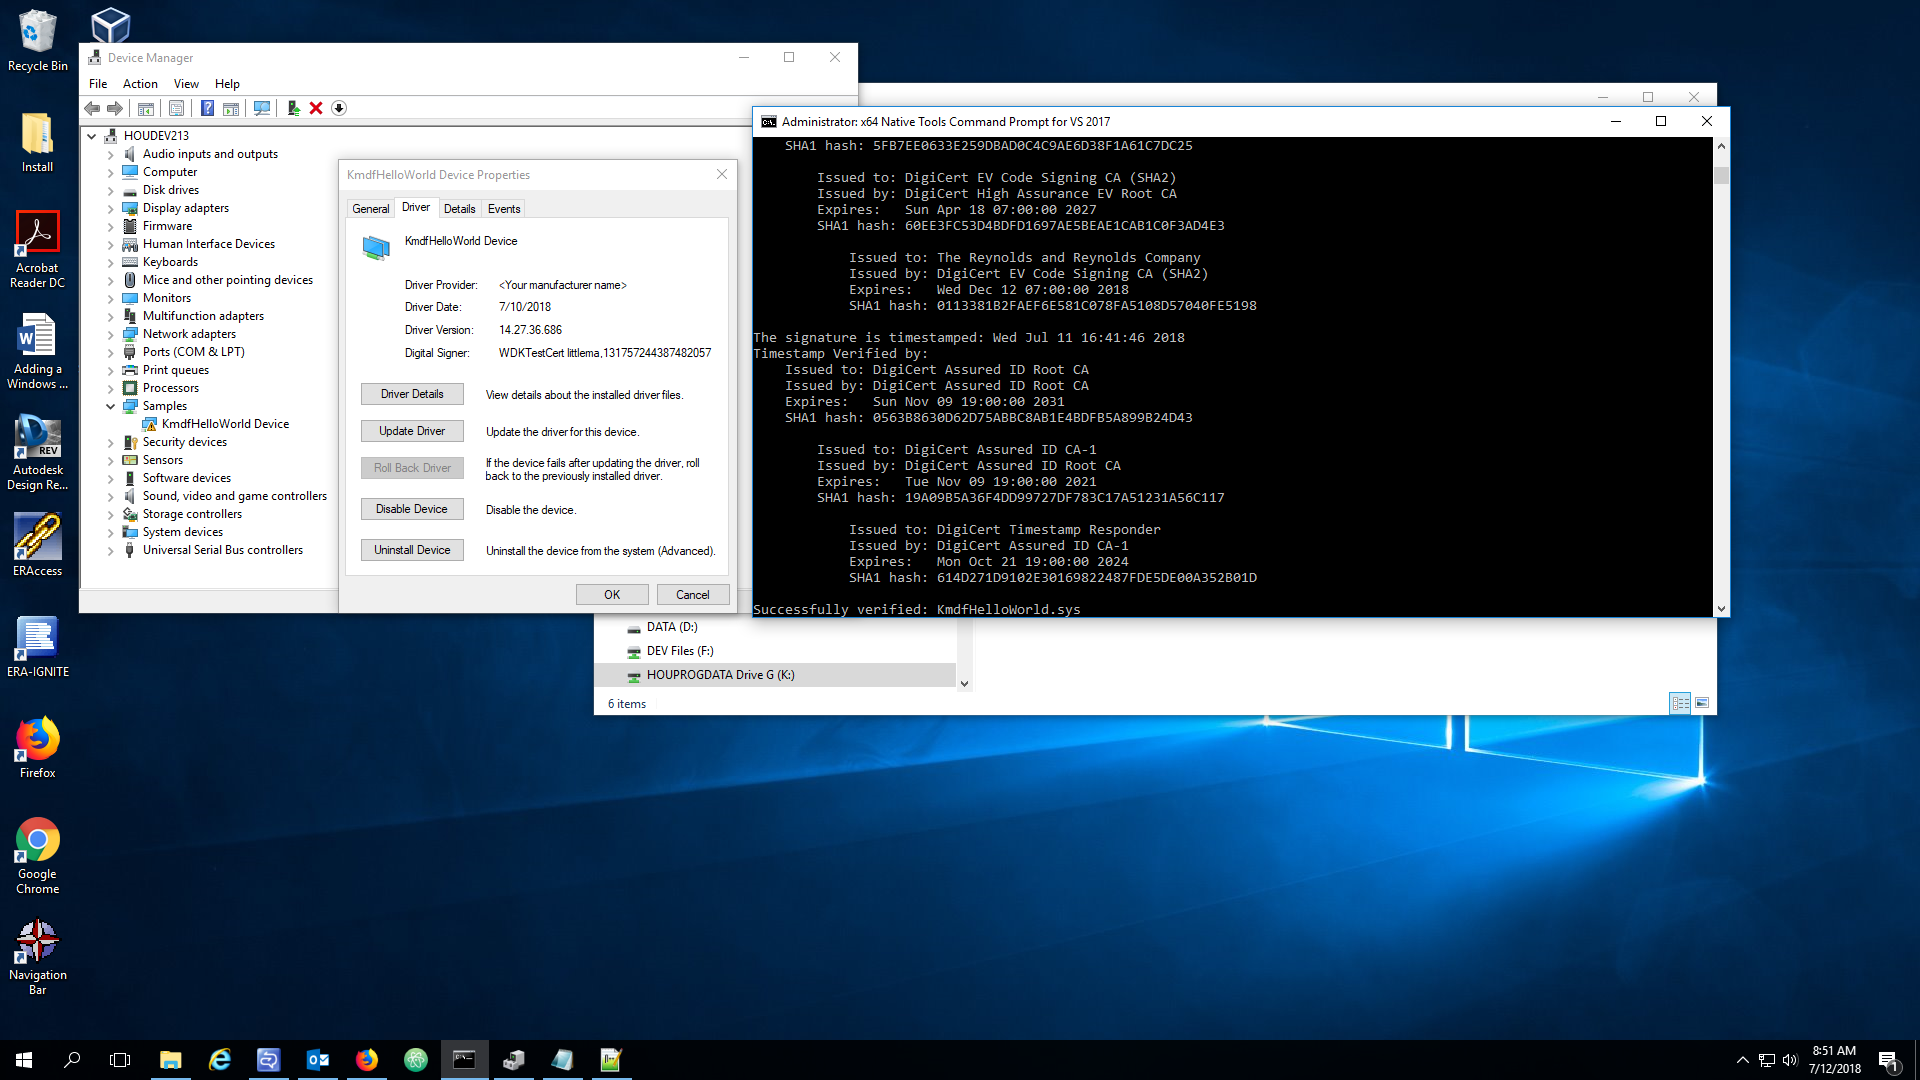 Recycle Bin
Install
Acrobat
Reader DC
Adding a
Windows ...
REV
Autodesk
Design Re...
ERAccess
ERA-IGNITE
Firefox
Google
Chrome
Navigation
Bar
Device Manager
File Action View Help
HOUDEV213
Audio inputs and outputs
Computer
Disk drives
Display adapters
Firmware
Human Interface Devices
Keyboards
Mice and other pointing devices
Monitors
Multifunction adapters
Network adapters
Ports (COM & LPT)
Print queues
Processors
Samples
KmdfHelloWorld Device
Security devices
Sensors
Software devices
Sound, video and game controllers
Storage controllers
System devices
Universal Serial Bus controllers
KmdfHelloWorld Device Properties
General Driver Details Events
KmdfHelloWorld Device
Driver Provider: <Your manufacturer name>
Driver Date: 7/10/2018
Driver Version: 14.27.36.686
Digital Signer: WDKTestCert littlema,131757244387482057
Driver Details View details about the installed driver files.
Update Driver Update the driver for this device.
Roll Back Driver If the device fails after updating the driver, roll
back to the previously installed driver.
Disable Device Disable the device.
Uninstall Device Uninstall the device from the system (Advanced).
OK Cancel
Administrator: x64 Native Tools Command Prompt for VS 2017
SHA1 hash: 5FB7EE0633E259DBAD0C4C9AE6D38F1A61C7DC25
Issued to: DigiCert EV Code Signing CA (SHA2)
Issued by: DigiCert High Assurance EV Root CA
Expires: Sun Apr 18 07:00:00 2027
SHA1 hash: 60EE3FC53D4BDFD1697AE5BEAE1CAB1C0F3AD4E3
Issued to: The Reynolds and Reynolds Company
Issued by: DigiCert EV Code Signing CA (SHA2)
Expires: Wed Dec 12 07:00:00 2018
SHA1 hash: 0113381B2FAEF6E581C078FA5108D57040FE5198
The signature is timestamped: Wed Jul 11 16:41:46 2018
Timestamp Verified by:
Issued to: DigiCert Assured ID Root CA
Issued by: DigiCert Assured ID Root CA
Expires: Sun Nov 09 19:00:00 2031
SHA1 hash: 0563B8630D62D75ABBC8AB1E4BDFB5A899B24D43
Issued to: DigiCert Assured ID CA-1
Issued by: DigiCert Assured ID Root CA
Expires: Tue Nov 09 19:00:00 2021
SHA1 hash: 19A09B5A36F4DD99727DF783C17A51231A56C117
Issued to: DigiCert Timestamp Responder
Issued by: DigiCert Assured ID CA-1
Expires: Mon Oct 21 19:00:00 2024
SHA1 hash: 614D271D9102E30169822487FDE5DE00A352B01D
Successfully verified: KmdfHelloWorld.sys
DATA (D:)
DEV Files (F:)
HOUPROGDATA Drive G (K:)
6 items
8:51 AM
7/12/2018
1